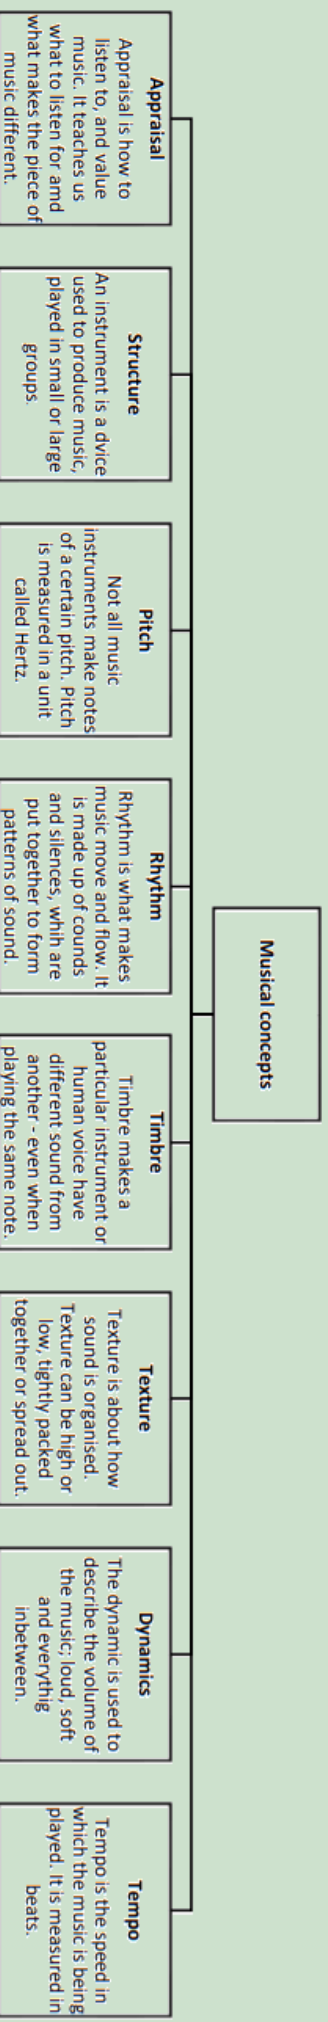 Musical concepts
Appraisal
Appraisal is how to
listen to, and value
music. It teaches us
what to listen for amd
what makes the piece of
music different.
Structure
An instrument is a dvice
used to produce music,
played in small or large
groups.
Pitch
Not all music
instruments make notes
of a certain pitch. Pitch
is measured in a unit
called Hertz.
Rhythm
Rhythm is what makes
music move and flow. It
is made up of counds
and silences, whih are
put together to form
patterns of sound.
Timbre
Timbre makes a
particular instrument or
human voice have
different sound from
another - even when
playing the same note.
Texture
Texture is about how
sound is organised.
Texture can be high or
low, tightly packed
together or spread out.
Dynamics
The dynamic is used to
describe the volume of
the music; loud, soft
and everythig
inbetween.
Tempo
Tempo is the speed in
which the music is being
played. It is measured in
beats.